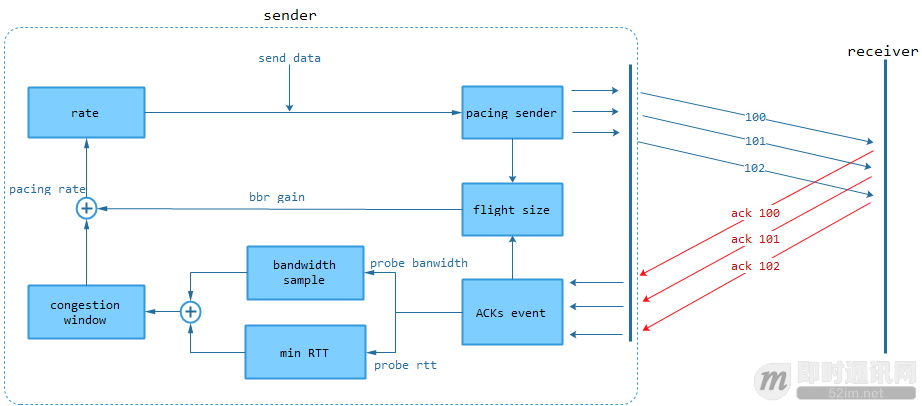 sender
receiver
send data
rate
pacing sender
100
101
102
pacing rate
bbr gain
flight size
ack 100
ack 101
ack 102
bandwidth
sample
probe banwidth
congestion
window
ACKs event
min RTT
probe rtt
m 即时通讯网
52im.net